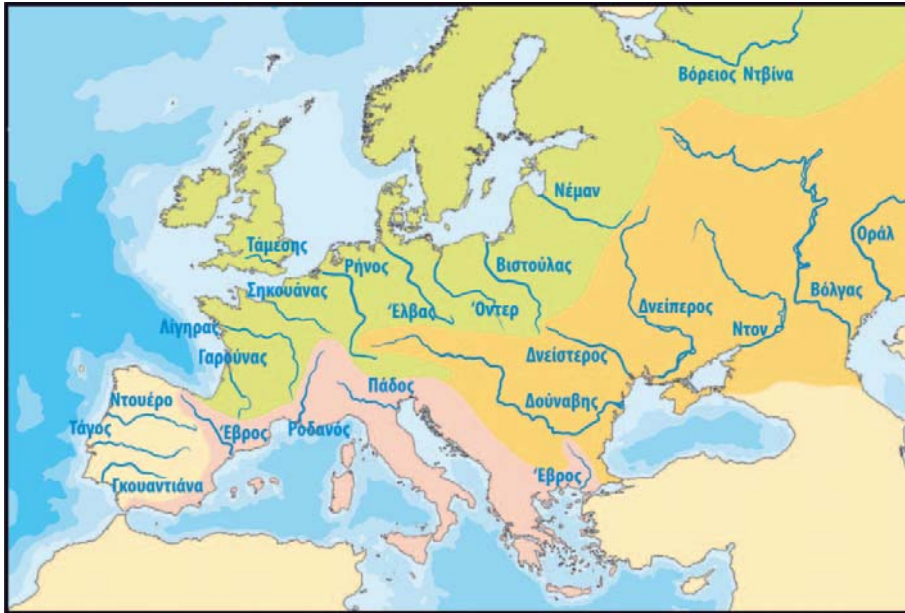 Βόρειος Ντβίνα
Νέμαν
Οράλ
Τάμεσης
Ρήνος
Βιστούλας
Σηκουάνας
Έλβας
Όντερ
Δνείπερος
Βόλγας
Λίγηρας
Ντον
Γαρούνας
Δνείστερος
Πάδος
Ντουέρο
Δούναβης
Τάγος
Έβρος
Ροδανός
Έβρος
Γκουαντιάνα